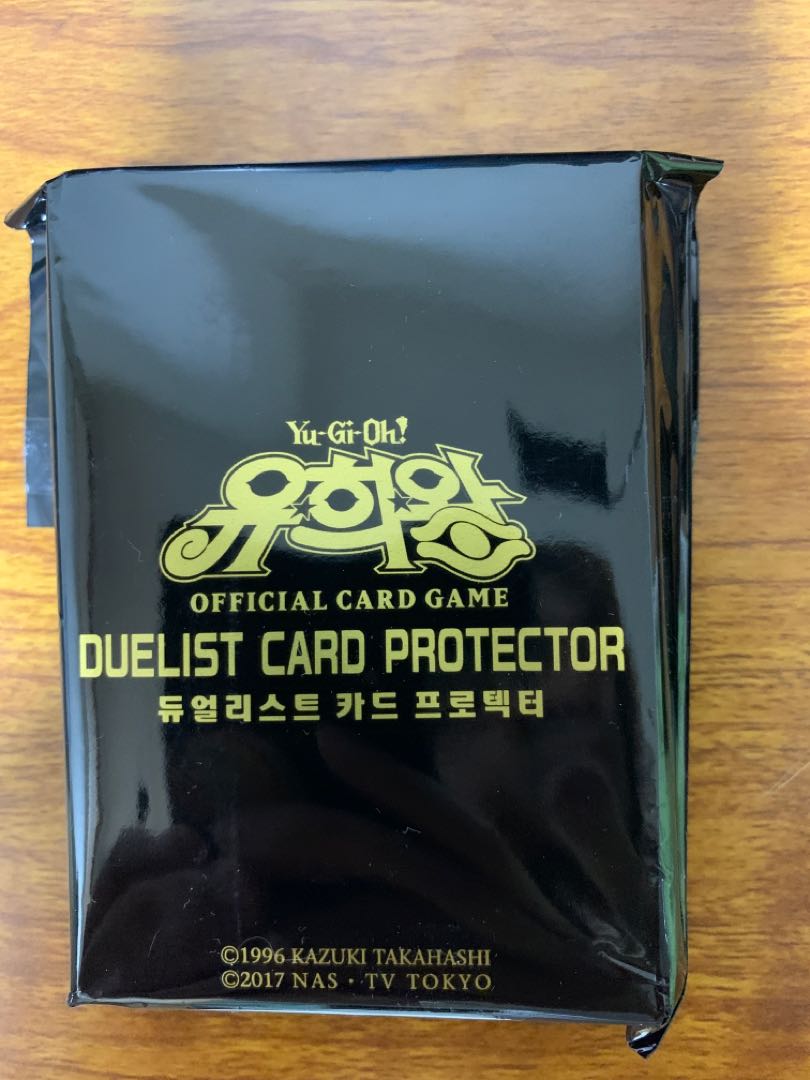 Yu-Gi-Oh!
유☆희☆왕
OFFICIAL CARD GAME
DUELIST CARD PROTECTOR
듀얼리스트 카드 프로텍터
©1996 KAZUKI TAKAHASHI
©2017 NAS・TV TOKYO